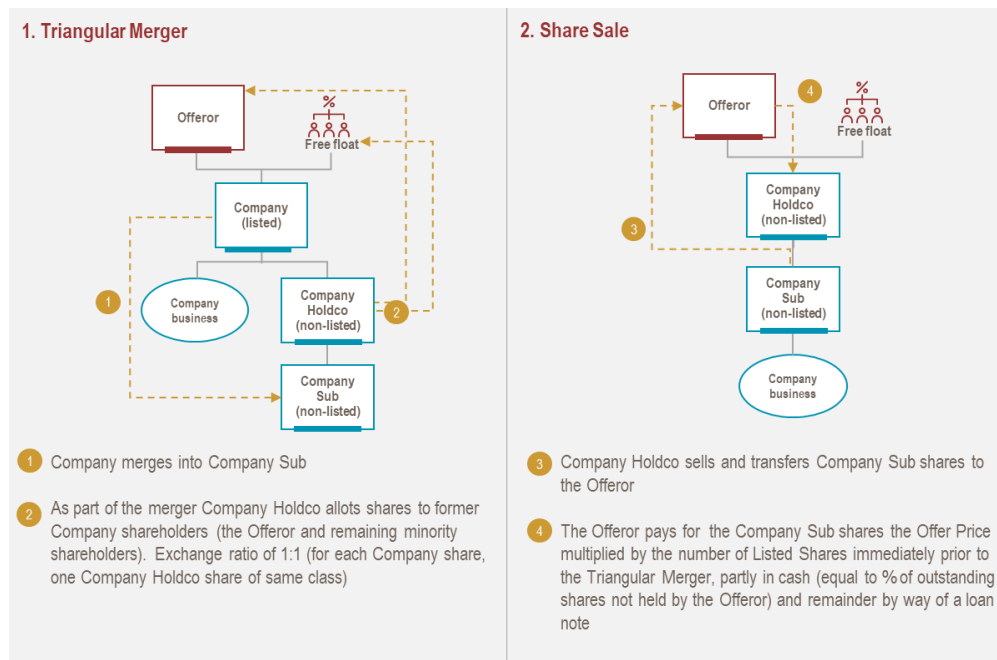 1. Triangular Merger
%
Offeror
Free float
Company
(listed)
1
Company
business
Company
Holdco
(non-listed)
2
Company
Sub
(non-listed)
1 Company merges into Company Sub
2 As part of the merger Company Holdco allots shares to former
Company shareholders (the Offeror and remaining minority
shareholders). Exchange ratio of 1:1 (for each Company share,
one Company Holdco share of same class)
2. Share Sale
%
4
Offeror
Free float
Company
Holdco
(non-listed)
3
Company
Sub
(non-listed)
Company
business
3 Company Holdco sells and transfers Company Sub shares to
the Offeror
4 The Offeror pays for the Company Sub shares the Offer Price
multiplied by the number of Listed Shares immediately prior to
the Triangular Merger, partly in cash (equal to % of outstanding
shares not held by the Offeror) and remainder by way of a loan
note